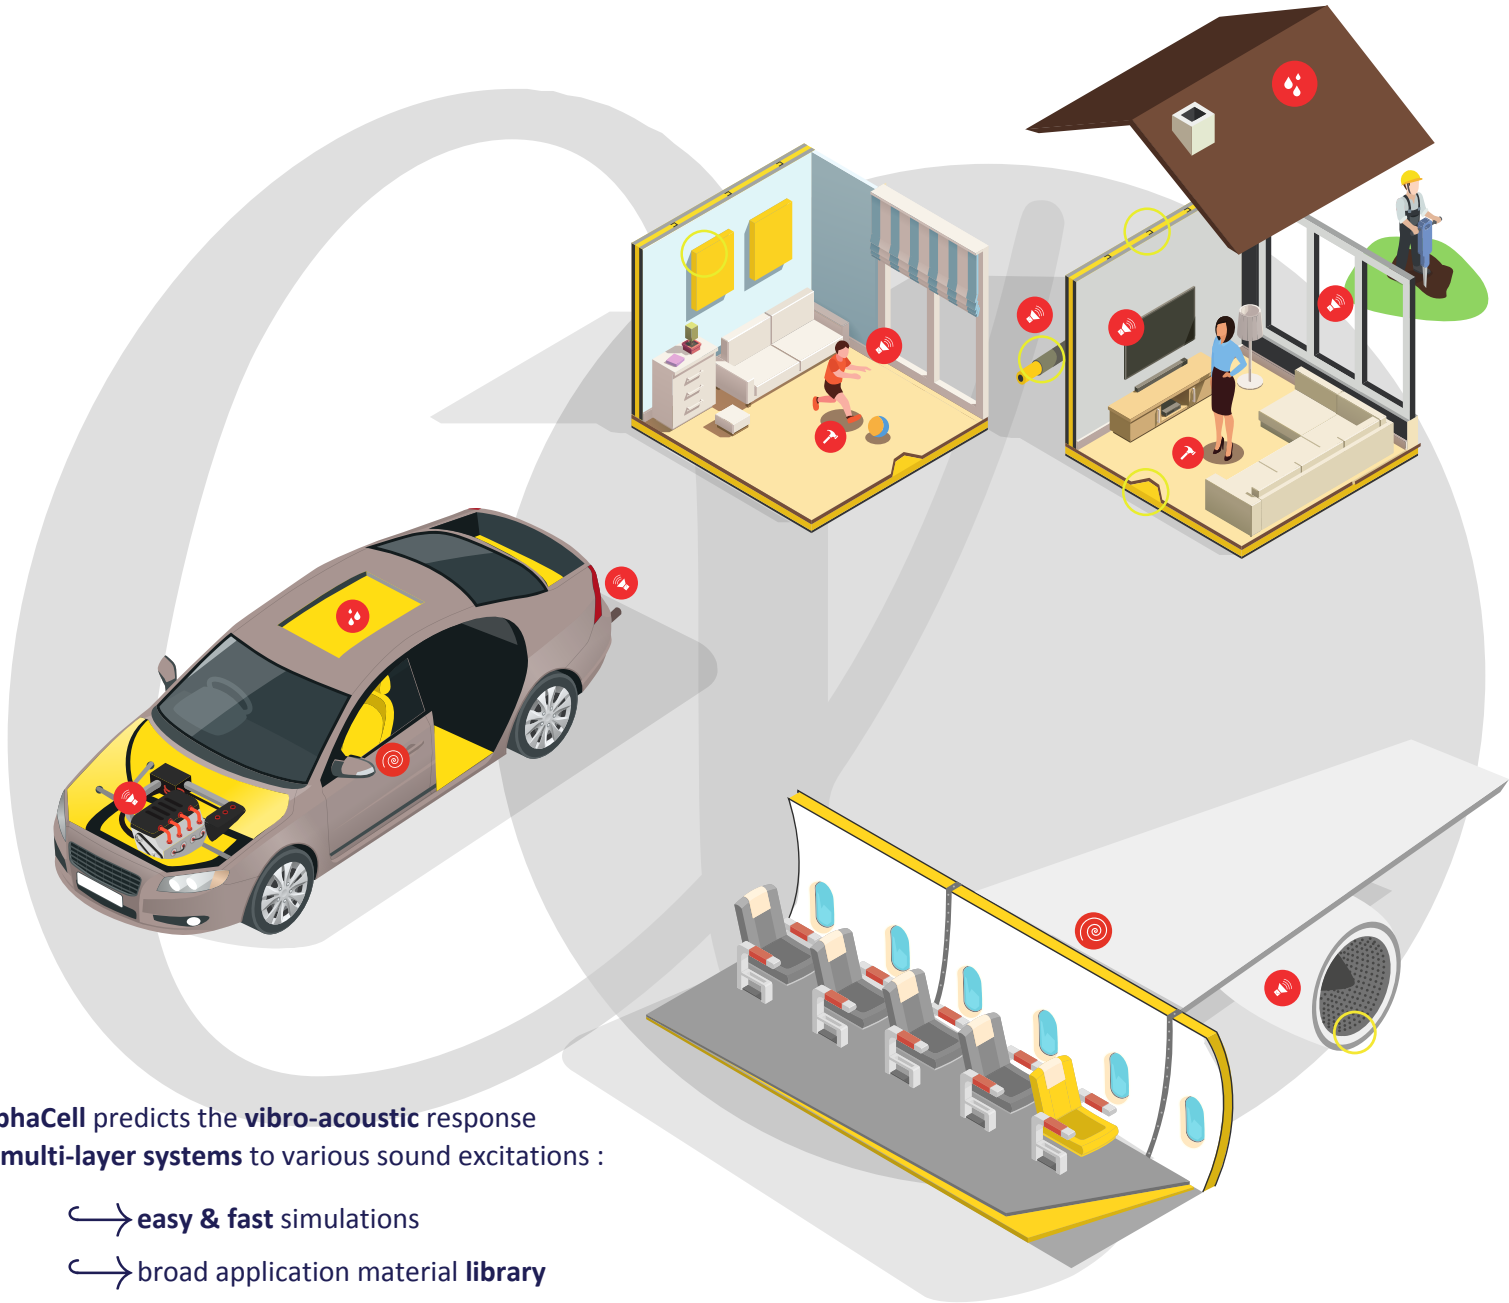 phaCell predicts the vibro-acoustic response
multi-layer systems to various sound excitations :
easy & fast simulations
broad application material library